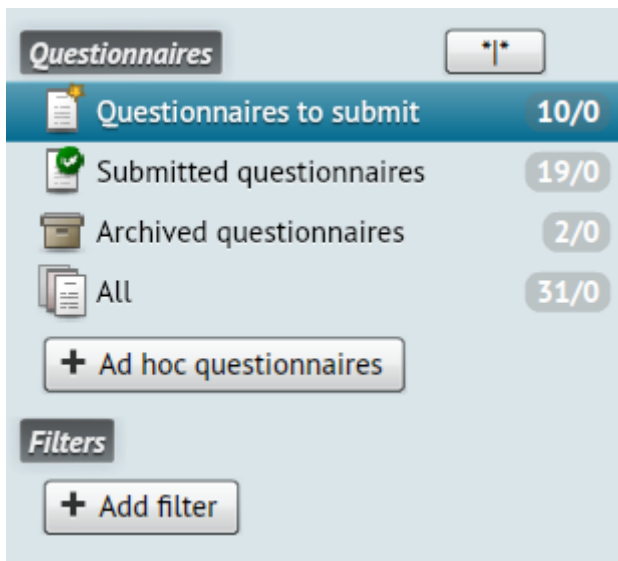 Questionnaires *|*
Questionnaires to submit 10/0
Submitted questionnaires 19/0
Archived questionnaires 2/0
All 31/0
+ Ad hoc questionnaires
Filters
+ Add filter